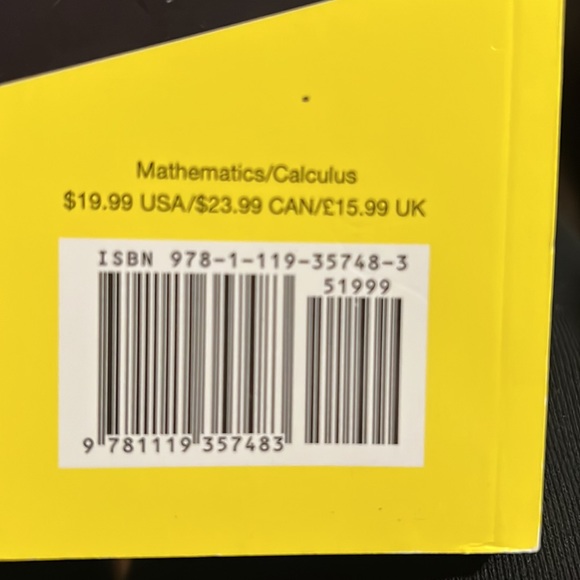 Mathematics/Calculus
$19.99 USA/$23.99 CAN/£15.99 UK
ISBN 978-1-119-35748-3
51999
9 781119 357483